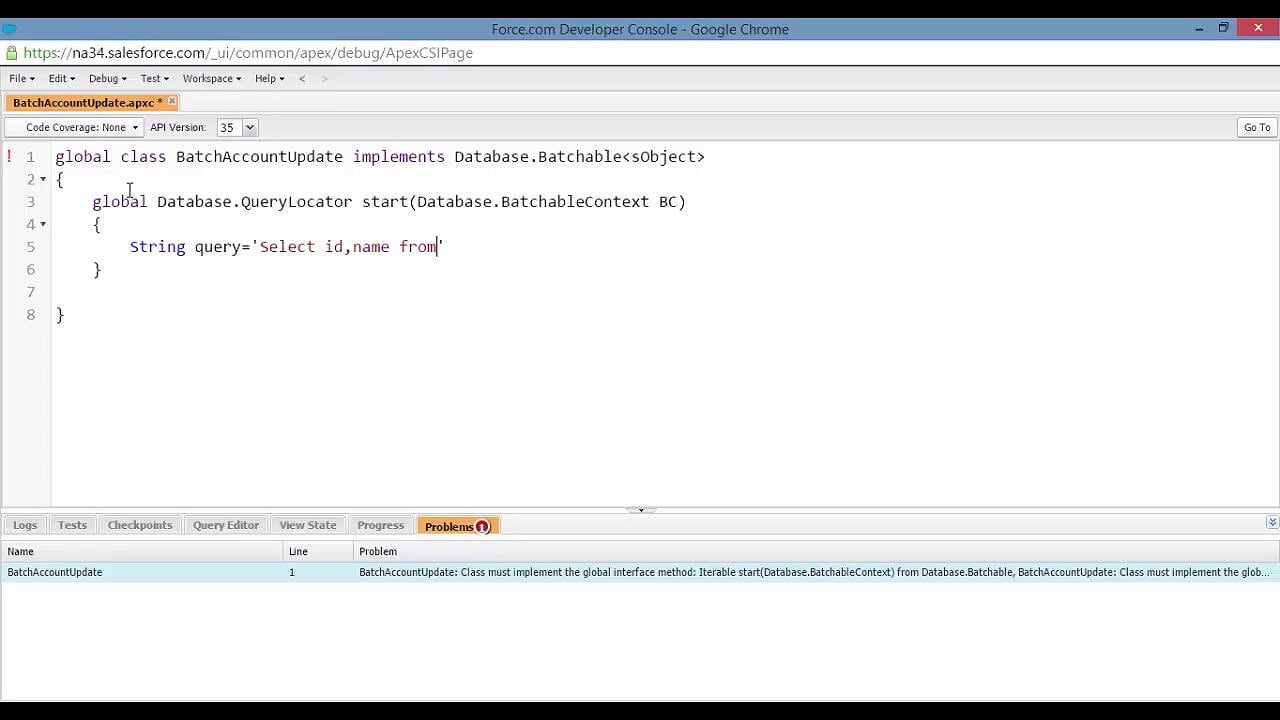 Force.com Developer Console - Google Chrome
https://na34.salesforce.com/_ui/common/apex/debug/ApexCSIPage
File Edit Debug Test Workspace Help < >
BatchAccountUpdate.apxc *
Code Coverage: None API Version: 35 Go To
! 1 global class BatchAccountUpdate implements Database.Batchable<sObject>
2 {
3 global Database.QueryLocator start(Database.BatchableContext BC)
4 {
5 String query='Select id,name from'
6 }
7
8 }
Logs Tests Checkpoints Query Editor View State Progress Problems 1
Name Line Problem
BatchAccountUpdate 1 BatchAccountUpdate: Class must implement the global interface method: Iterable start(Database.BatchableContext) from Database.Batchable, BatchAccountUpdate: Class must implement the glob...